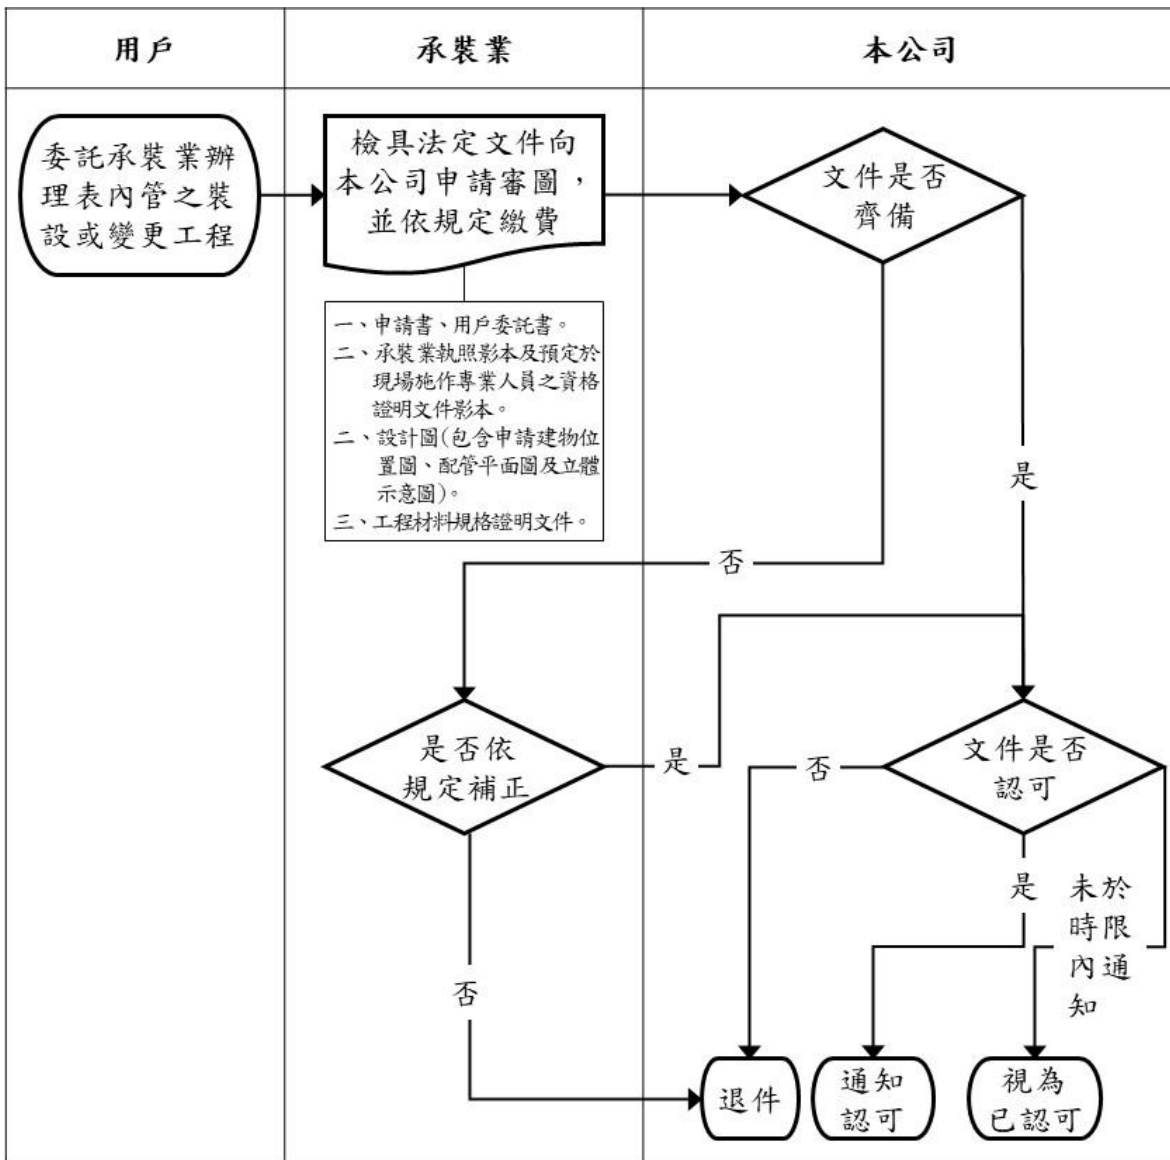 用戶
承裝業
本公司
委託承裝業辦
理表內管之裝
設或變更工程
檢具法定文件向
本公司申請審圖，
並依規定繳費
文件是否
齊備
一、申請書、用戶委託書。
二、承裝業執照影本及預定於
現場施作專業人員之資格
證明文件影本。
二、設計圖(包含申請建物位
置圖、配管平面圖及立體
示意圖)。
三、工程材料規格證明文件。
是
否
是否依
規定補正
是
否
文件是否
認可
是
未於
時限
內通
知
否
退件
通知
認可
視為
已認可